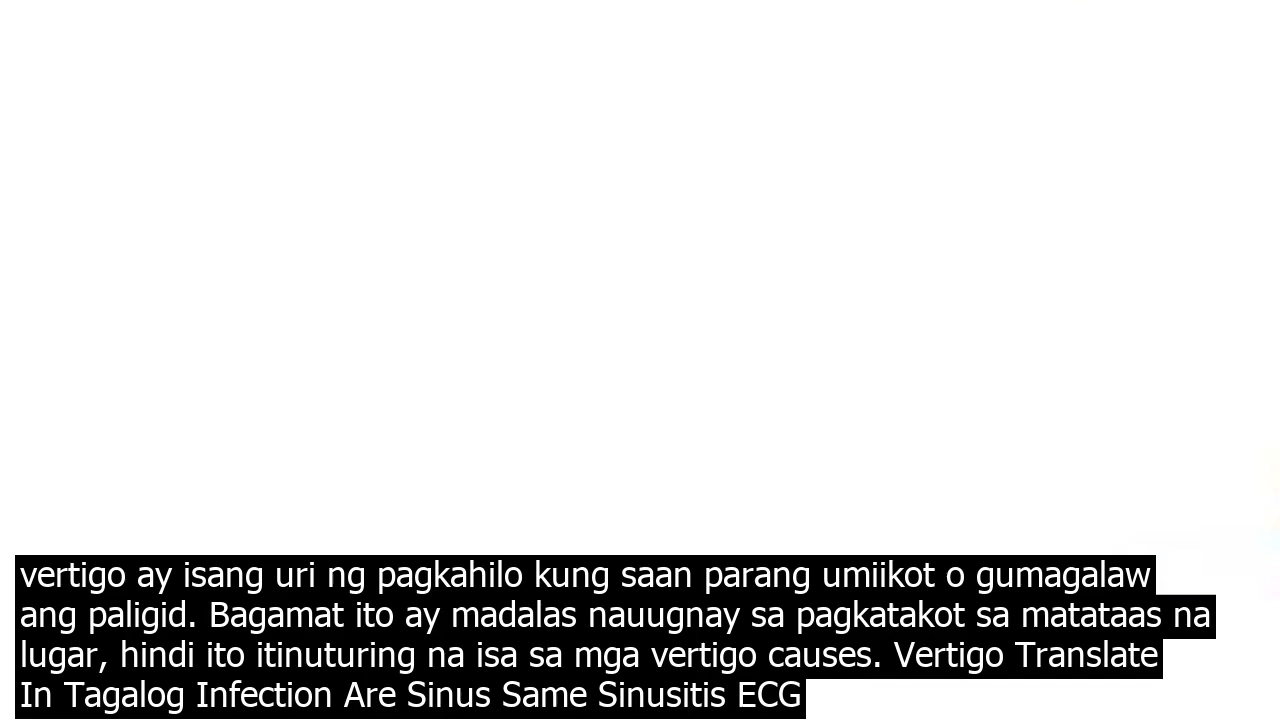 vertigo ay isang uri ng pagkahilo kung saan parang umiikot o gumagalaw
ang paligid. Bagamat ito ay madalas nauugnay sa pagkatakot sa matataas na
lugar, hindi ito itinuturing na isa sa mga vertigo causes. Vertigo Translate
In Tagalog Infection Are Sinus Same Sinusitis ECG